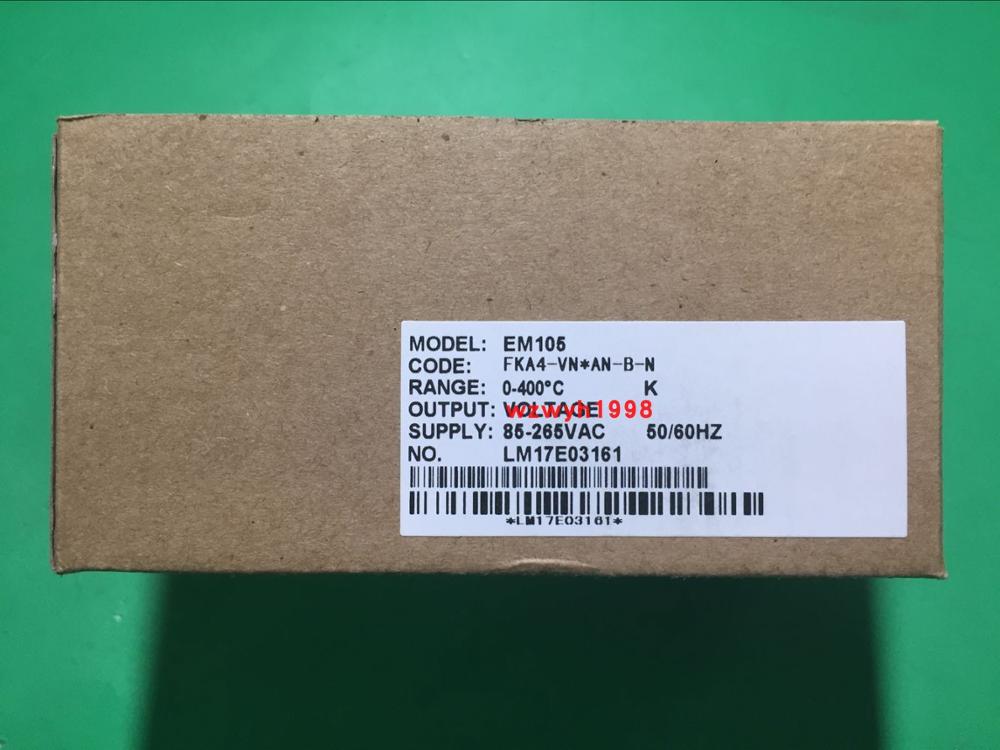 MODEL: EM105
CODE: FKA4-VN*AN-B-N
RANGE: 0-400°C K
OUTPUT: VOLTAGE
wzwyh1998
SUPPLY: 85-265VAC 50/60HZ
NO. LM17E03161
*LM17E03161*